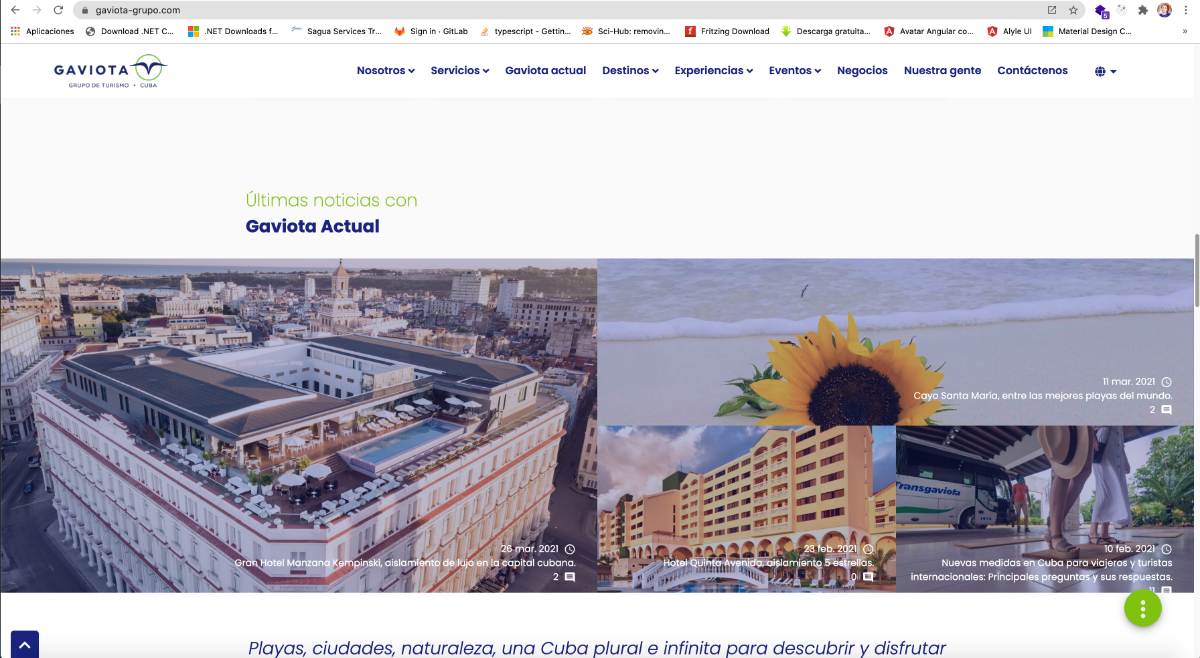 gaviota-grupo.com
Aplicaciones
Download .NET C...
.NET Downloads f...
Sagua Services Tr...
Sign in · GitLab
typescript - Gettin...
Sci-Hub: removin...
Fritzing Download
Descarga gratuita...
Avatar Angular co...
Alyle UI
Material Design C...
»
GAVIOTA
GRUPO DE TURISMO • CUBA
Nosotros
Servicios
Gaviota actual
Destinos
Experiencias
Eventos
Negocios
Nuestra gente
Contáctenos
Últimas noticias con
Gaviota Actual
26 mar. 2021
Gran Hotel Manzana Kempinski, aislamiento de lujo en la capital cubana.
2
11 mar. 2021
Cayo Santa María, entre las mejores playas del mundo.
2
23 feb. 2021
Hotel Quinta Avenida, aislamiento 5 estrellas.
0
Transgaviota
10 feb. 2021
Nuevas medidas en Cuba para viajeros y turistas
internacionales: Principales preguntas y sus respuestas.
11
Playas, ciudades, naturaleza, una Cuba plural e infinita para descubrir y disfrutar